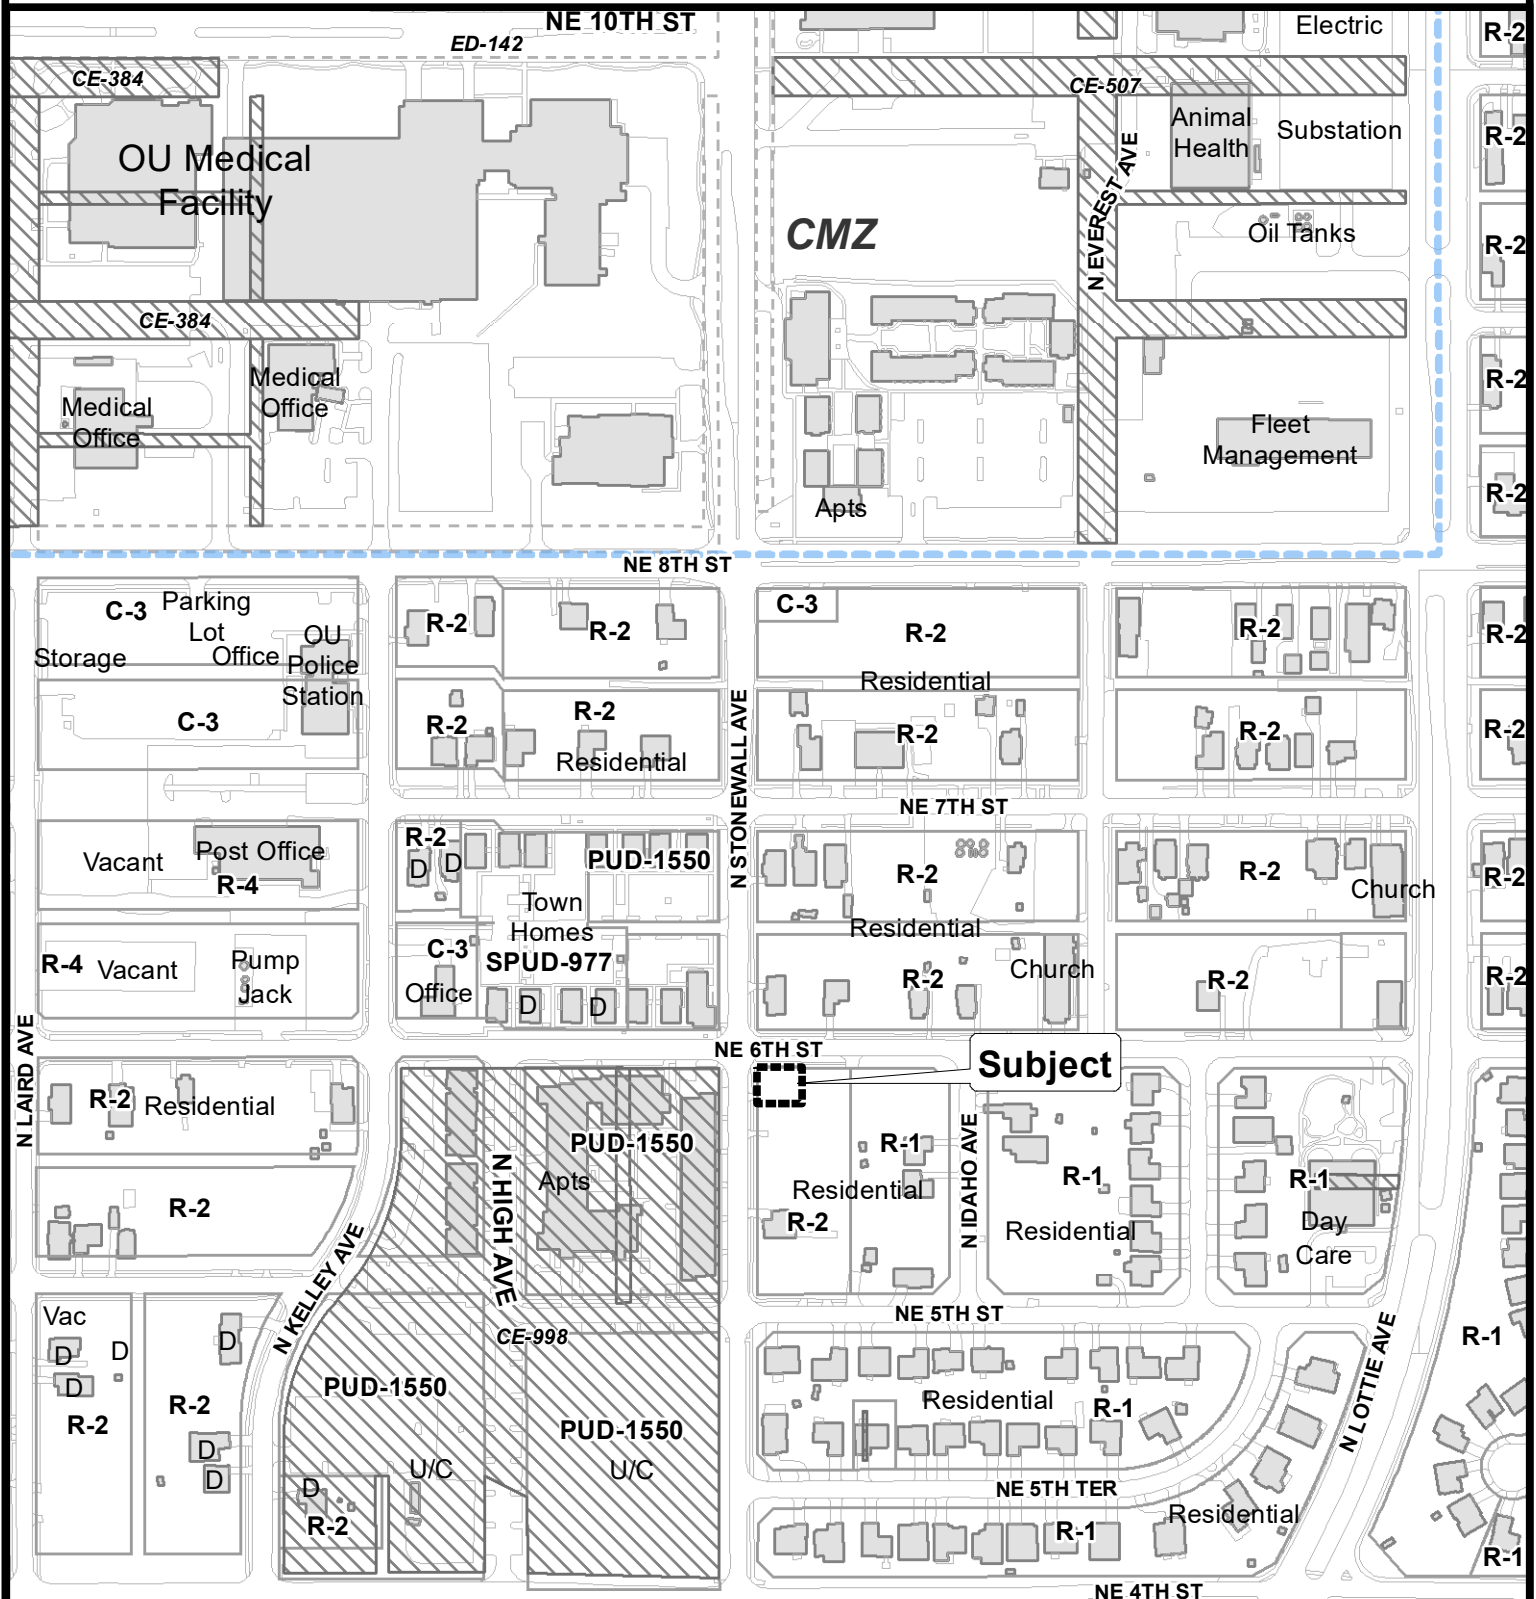 NE 10TH ST
Electric
R-2
ED-142
CE-384
CE-507
Animal
Health
Substation
R-2
OU Medical
Facility
N EVEREST AVE
CMZ
Oil Tanks
R-2
CE-384
Medical
Office
Medical
Office
R-2
Fleet
Management
Apts
R-2
NE 8TH ST
C-3
Parking
Lot
Storage
Office
OU
Police
Station
R-2
R-2
C-3
R-2
R-2
R-2
Residential
C-3
R-2
R-2
Residential
N STONEWALL AVE
R-2
R-2
R-2
NE 7TH ST
Vacant
Post Office
R-4
R-2
D
D
PUD-1550
R-2
R-2
Church
R-2
Town
Homes
Residential
R-4
Vacant
Pump
Jack
C-3
Office
SPUD-977
D
D
R-2
Church
R-2
R-2
N LAIRD AVE
NE 6TH ST
Subject
R-2
Residential
PUD-1550
Apts
N HIGH AVE
R-1
Residential
R-2
N IDAHO AVE
R-1
Residential
R-1
Day
Care
R-2
N KELLEY AVE
NE 5TH ST
Vac
D
D
D
D
R-2
R-2
D
D
CE-998
PUD-1550
PUD-1550
U/C
U/C
D
R-2
Residential
R-1
N LOTTIE AVE
R-1
NE 5TH TER
Residential
R-1
R-1
NE 4TH ST